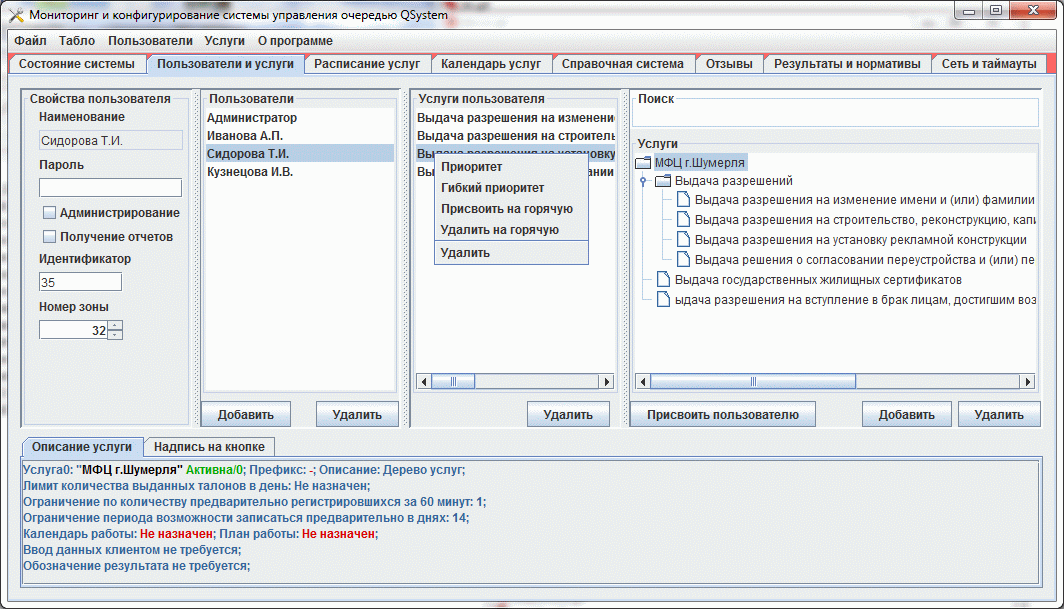 Мониторинг и конфигурирование системы управления очередью QSystem
Файл Табло Пользователи Услуги О программе
Состояние системы Пользователи и услуги Расписание услуг Календарь услуг Справочная система Отзывы Результаты и нормативы Сеть и таймауты
Свойства пользователя
Наименование
Сидорова Т.И.
Пароль
Администрирование
Получение отчетов
Идентификатор
35
Номер зоны
32
Пользователи
Администратор
Иванова А.П.
Сидорова Т.И.
Кузнецова И.В.
Добавить Удалить
Услуги пользователя
Выдача разрешения на изменени
Выдача разрешения на строитель
Выдача разрешения на установку
Приоритет
Гибкий приоритет
Присвоить на горячую
Удалить на горячую
Удалить
Удалить
Поиск
Услуги
МФЦ г.Шумерля
Выдача разрешений
Выдача разрешения на изменение имени и (или) фамилии
Выдача разрешения на строительство, реконструкцию, капи
Выдача разрешения на установку рекламной конструкции
Выдача решения о согласовании переустройства и (или) пе
Выдача государственных жилищных сертификатов
ыдача разрешения на вступление в брак лицам, достигшим воз
Присвоить пользователю Добавить Удалить
Описание услуги Надпись на кнопке
Услуга0: "МФЦ г.Шумерля" Активна/0; Префикс: -; Описание: Дерево услуг;
Лимит количества выданных талонов в день: Не назначен;
Ограничение по количеству предварительно регистрировшихся за 60 минут: 1;
Ограничение периода возможности записаться предварительно в днях: 14;
Календарь работы: Не назначен; План работы: Не назначен;
Ввод данных клиентом не требуется;
Обозначение результата не требуется;